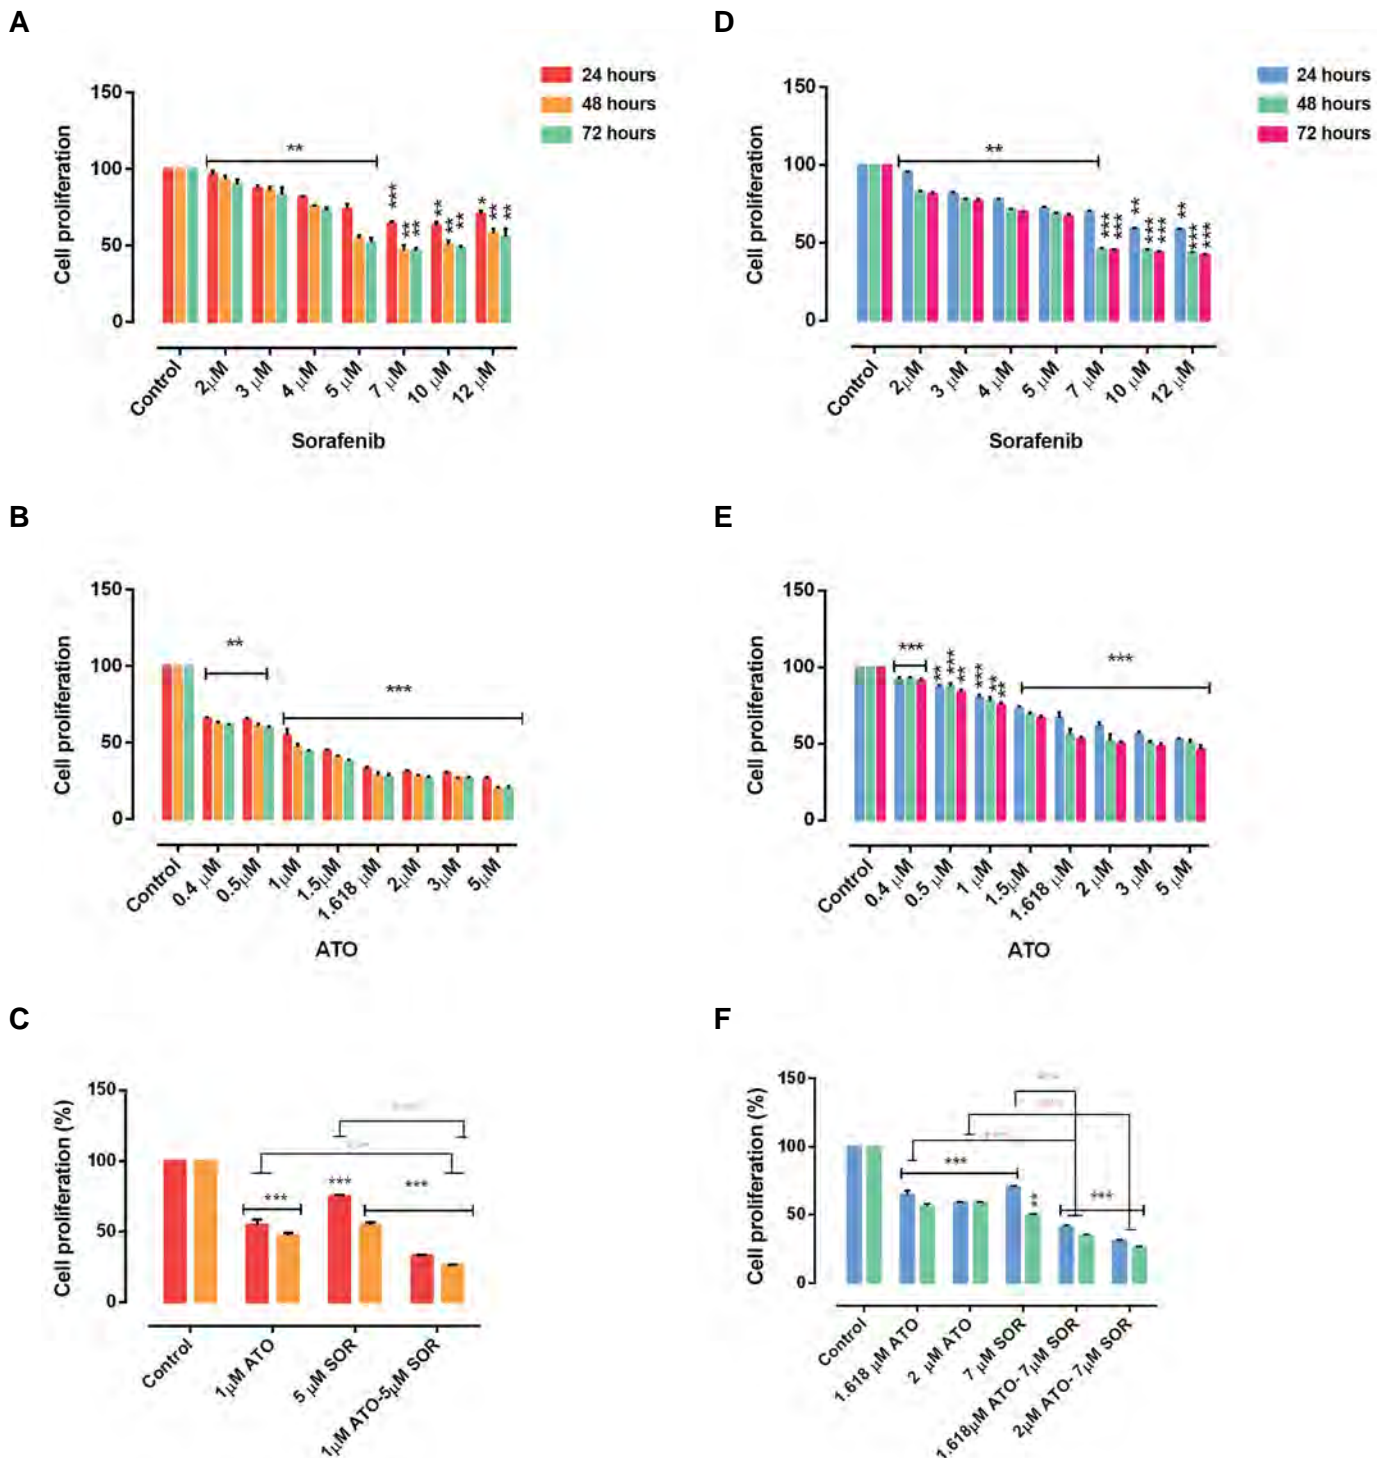 A
24 hours
48 hours
72 hours
150
100
50
0
Cell proliferation
**
***
**
**
**
**
**
*
**
**
Control
2μM
3 μM
4 μM
5 μM
7 μM
10 μM
12 μM
Sorafenib
D
24 hours
48 hours
72 hours
150
100
50
0
Cell proliferation
**
***
***
**
***
***
**
***
***
Control
2μM
3 μM
4 μM
5 μM
7 μM
10 μM
12 μM
Sorafenib
B
150
100
50
0
Cell proliferation
**
***
Control
0.4 μM
0.5μM
1μM
1.5μM
1.618 μM
2μM
3μM
5μM
ATO
E
150
100
50
0
Cell proliferation
***
**
***
**
***
**
**
***
Control
0.4 μM
0.5 μM
1 μM
1.5μM
1.618 μM
2 μM
3 μM
5 μM
ATO
C
150
100
50
0
Cell proliferation (%)
***
***
***
Control
1μM ATO
5 μM SOR
1μM ATO-5μM SOR
F
150
100
50
0
Cell proliferation (%)
***
**
***
Control
1.618 μM ATO
2 μM ATO
7 μM SOR
1.618μM ATO- 7μM SOR
2μM ATO- 7μM SOR